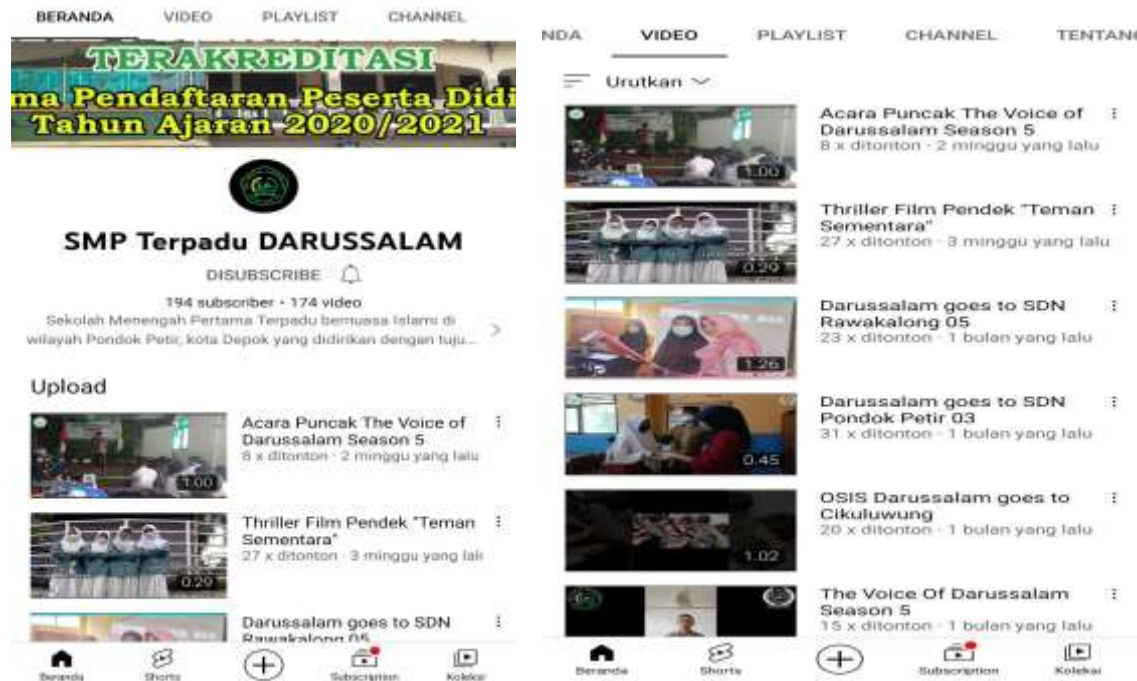 BERANDA VIDEO PLAYLIST CHANNEL
TERAKREDITASI
ma Pendaftaran Peserta Didi
Tahun Ajaran 2020/2021
SMP Terpadu DARUSSALAM
DISUBSCRIBE
194 subscriber • 174 video
Sekolah Menengah Pertama Terpadu bernuasa Islami di
wilayah Pondok Petir, kota Depok yang didirikan dengan tuju...
Upload
Acara Puncak The Voice of
Darussalam Season 5
8 x ditonton · 2 minggu yang lalu
1.00
Thriller Film Pendek "Teman
Sementara"
27 x ditonton · 3 minggu yang lal
0.29
Darussalam goes to SDN
Rawakalong 05
Beranda Shorts Subscription Koleksi
NDA VIDEO PLAYLIST CHANNEL TENTANG
Urutkan
Acara Puncak The Voice of
Darussalam Season 5
8 x ditonton · 2 minggu yang lalu
1.00
Thriller Film Pendek "Teman
Sementara"
27 x ditonton · 3 minggu yang lalu
0.29
Darussalam goes to SDN
Rawakalong 05
23 x ditonton · 1 bulan yang lalu
1.26
Darussalam goes to SDN
Pondok Petir 03
31 x ditonton · 1 bulan yang lalu
0.45
OSIS Darussalam goes to
Cikuluwung
20 x ditonton · 1 bulan yang lalu
1.02
The Voice Of Darussalam
Season 5
15 x ditonton · 1 bulan yang lalu
Beranda Shorts Subscription Koleksi